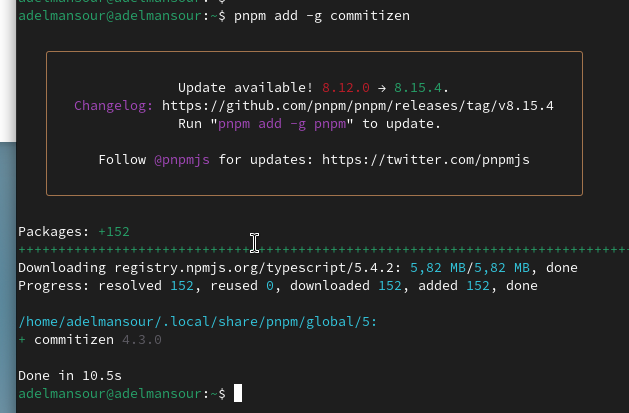 adelmansour@adelmansour:~$
adelmansour@adelmansour:~$ pnpm add -g commitizen
Update available! 8.12.0 → 8.15.4.
Changelog: https://github.com/pnpm/pnpm/releases/tag/v8.15.4
Run "pnpm add -g pnpm" to update.
Follow @pnpmjs for updates: https://twitter.com/pnpmjs
Packages: +152
++++++++++++++++++++++++++++++++++++++++++++++++++++++++++++++++++++++++++++
Downloading registry.npmjs.org/typescript/5.4.2: 5,82 MB/5,82 MB, done
Progress: resolved 152, reused 0, downloaded 152, added 152, done
/home/adelmansour/.local/share/pnpm/global/5:
+ commitizen 4.3.0
Done in 10.5s
adelmansour@adelmansour:~$